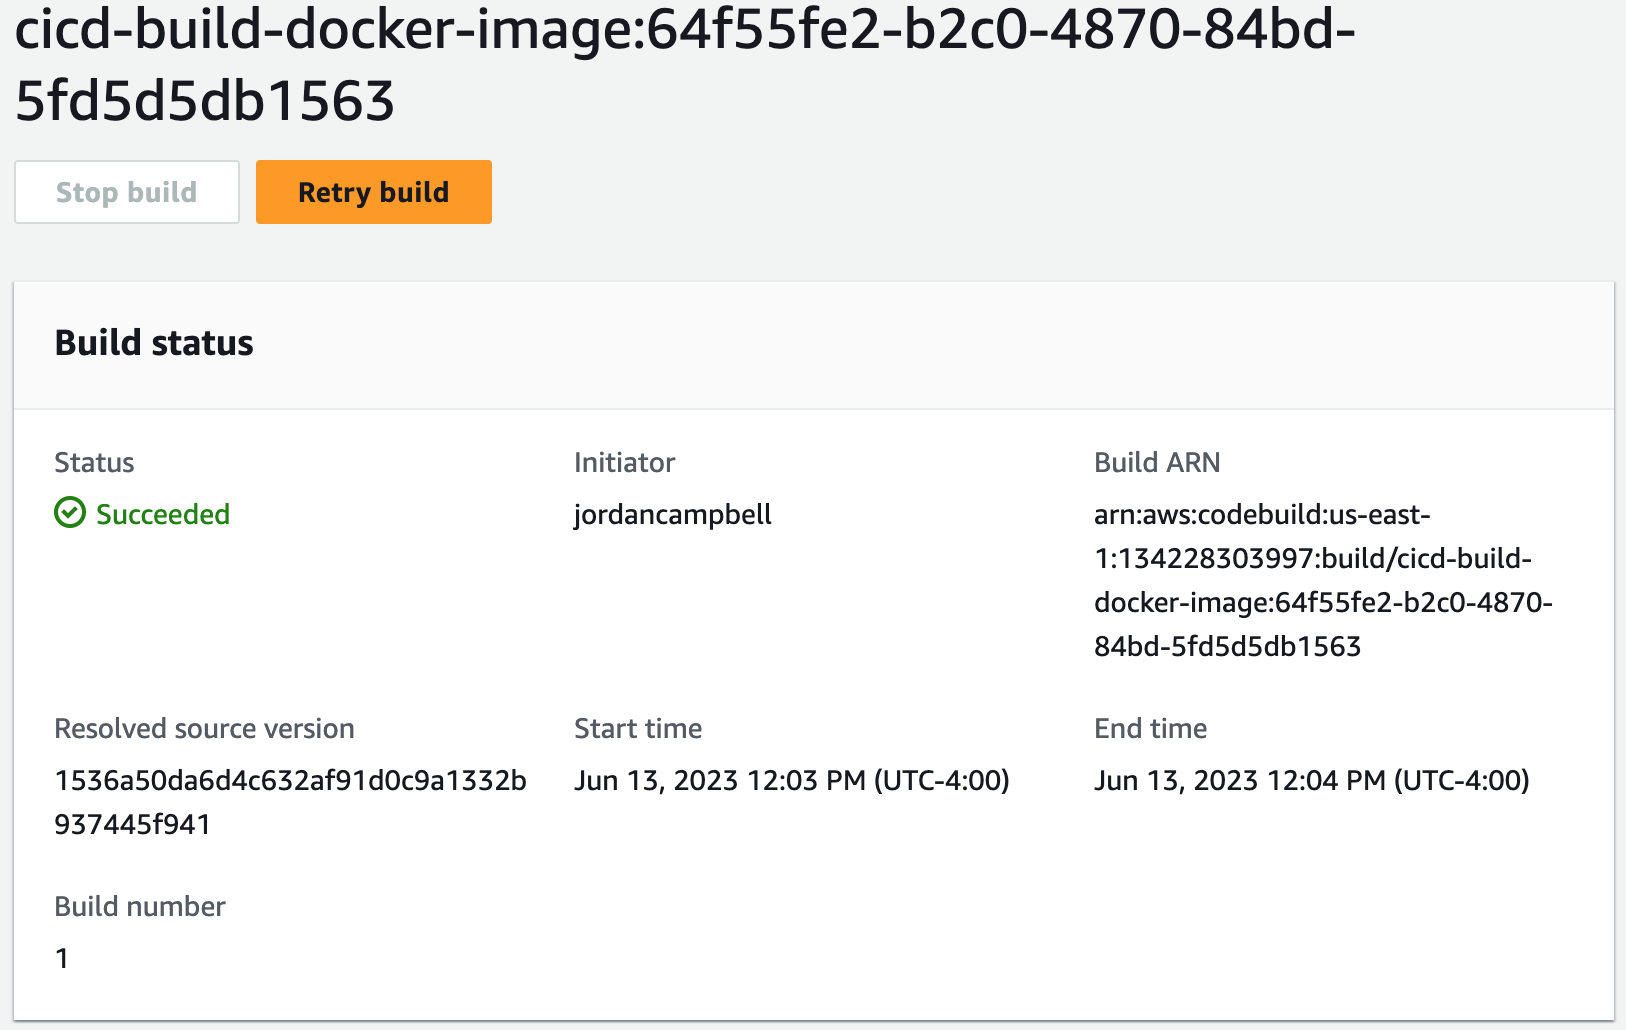 cicd-build-docker-image:64f55fe2-b2c0-4870-84bd-
5fd5d5db1563
Stop build
Retry build
Build status
Status
Succeeded
Initiator
jordancampbell
Build ARN
arn:aws:codebuild:us-east-
1:134228303997:build/cicd-build-
docker-image:64f55fe2-b2c0-4870-
84bd-5fd5d5db1563
Resolved source version
1536a50da6d4c632af91d0c9a1332b
937445f941
Start time
Jun 13, 2023 12:03 PM (UTC-4:00)
End time
Jun 13, 2023 12:04 PM (UTC-4:00)
Build number
1